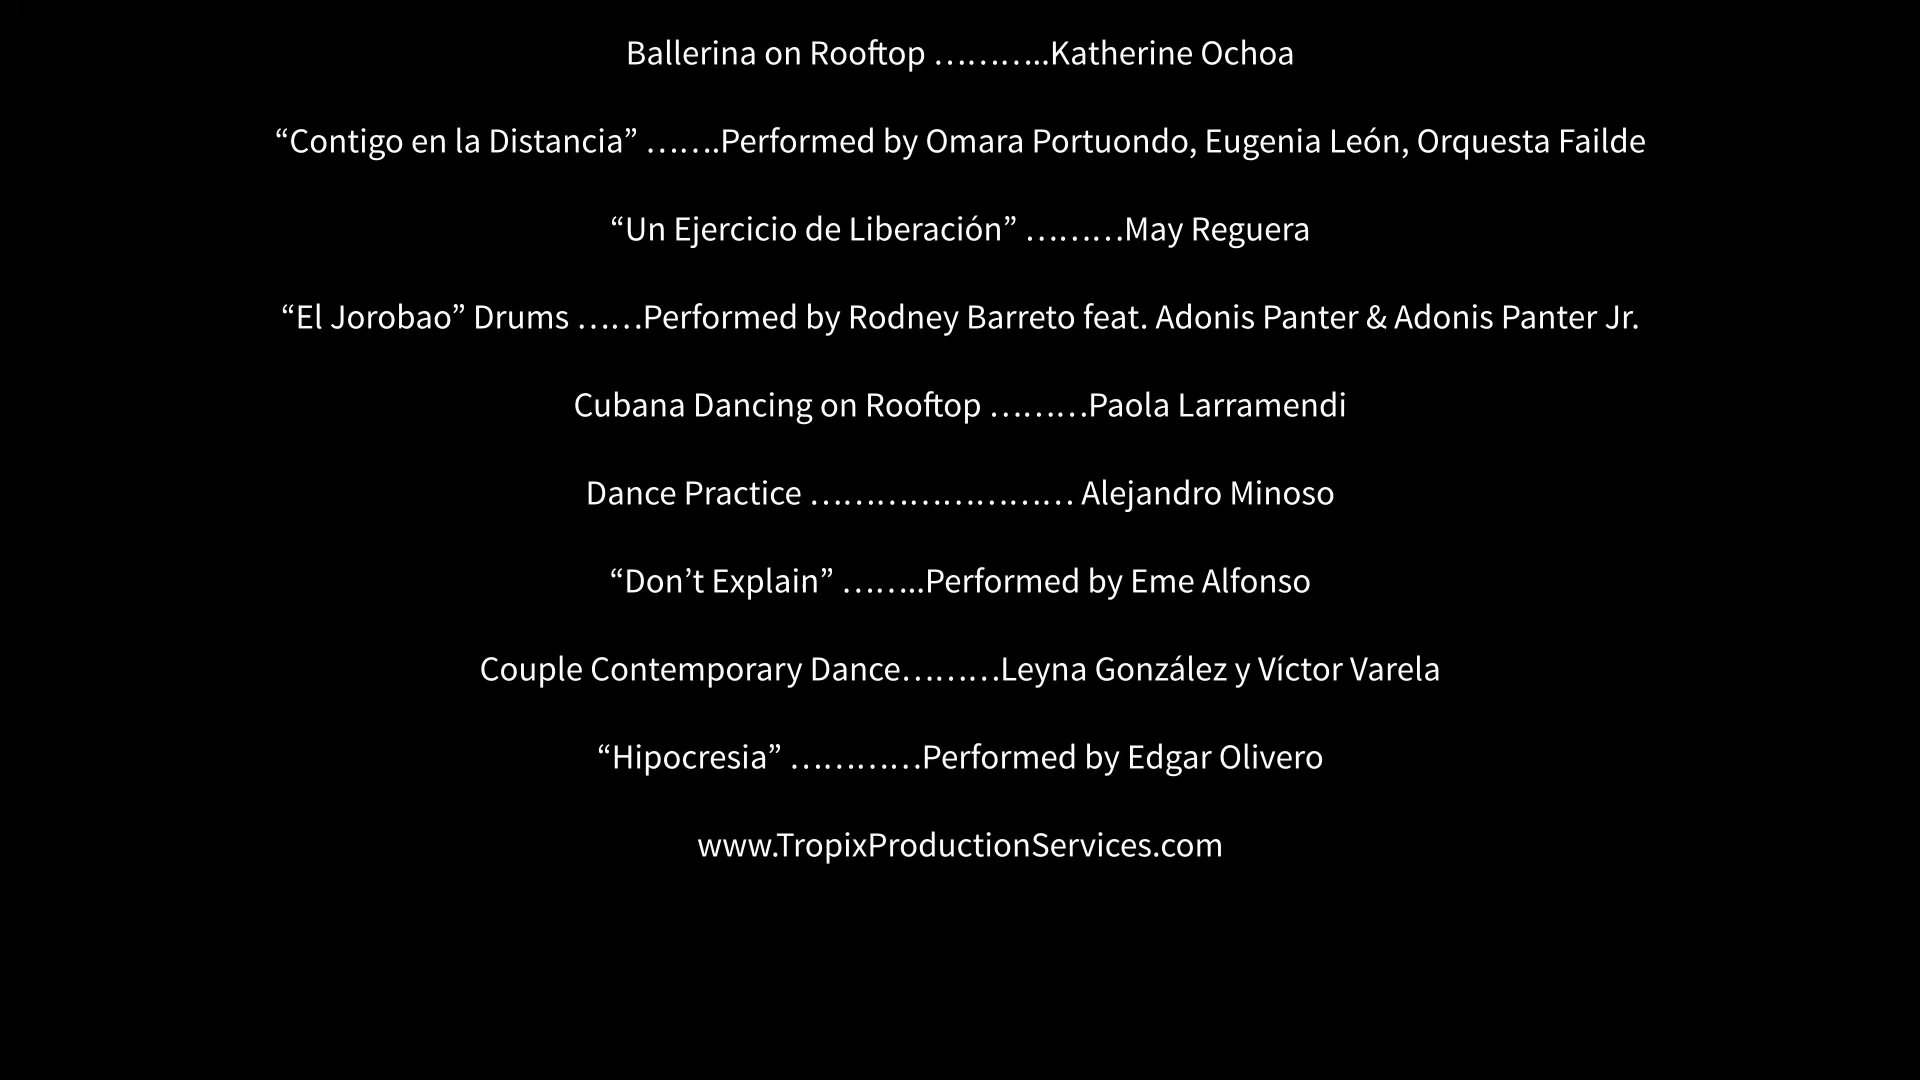 Ballerina on Rooftop ………..Katherine Ochoa
“Contigo en la Distancia” …….Performed by Omara Portuondo, Eugenia León, Orquesta Failde
“Un Ejercicio de Liberación” ………May Reguera
“El Jorobao” Drums ……Performed by Rodney Barreto feat. Adonis Panter & Adonis Panter Jr.
Cubana Dancing on Rooftop ………Paola Larramendi
Dance Practice …………………… Alejandro Minoso
“Don’t Explain” ……..Performed by Eme Alfonso
Couple Contemporary Dance………Leyna González y Víctor Varela
“Hipocresia” …………Performed by Edgar Olivero
www.TropixProductionServices.com